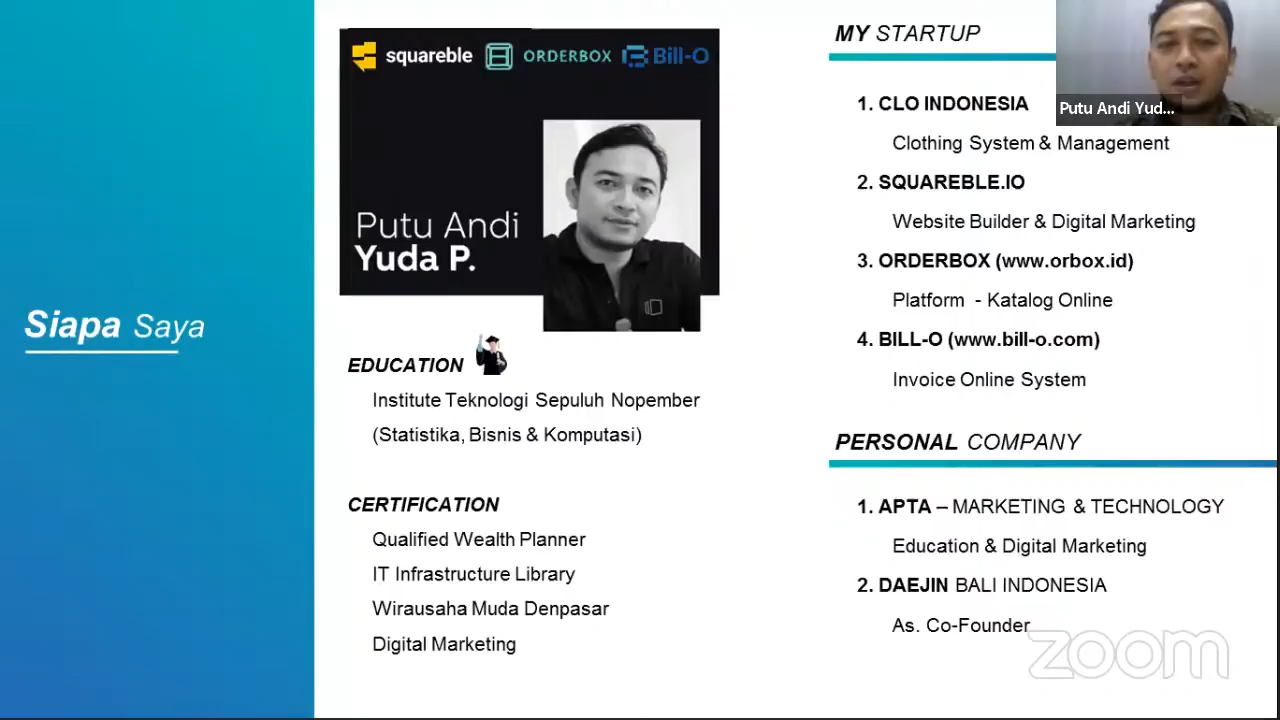 Siapa Saya
squareble ORDERBOX Bill-O
Putu Andi
Yuda P.
EDUCATION
Institute Teknologi Sepuluh Nopember
(Statistika, Bisnis & Komputasi)
CERTIFICATION
Qualified Wealth Planner
IT Infrastructure Library
Wirausaha Muda Denpasar
Digital Marketing
MY STARTUP
1. CLO INDONESIA
Clothing System & Management
2. SQUAREBLE.IO
Website Builder & Digital Marketing
3. ORDERBOX (www.orbox.id)
Platform - Katalog Online
4. BILL-O (www.bill-o.com)
Invoice Online System
PERSONAL COMPANY
1. APTA – MARKETING & TECHNOLOGY
Education & Digital Marketing
2. DAEJIN BALI INDONESIA
As. Co-Founder
Putu Andi Yud...
zoom